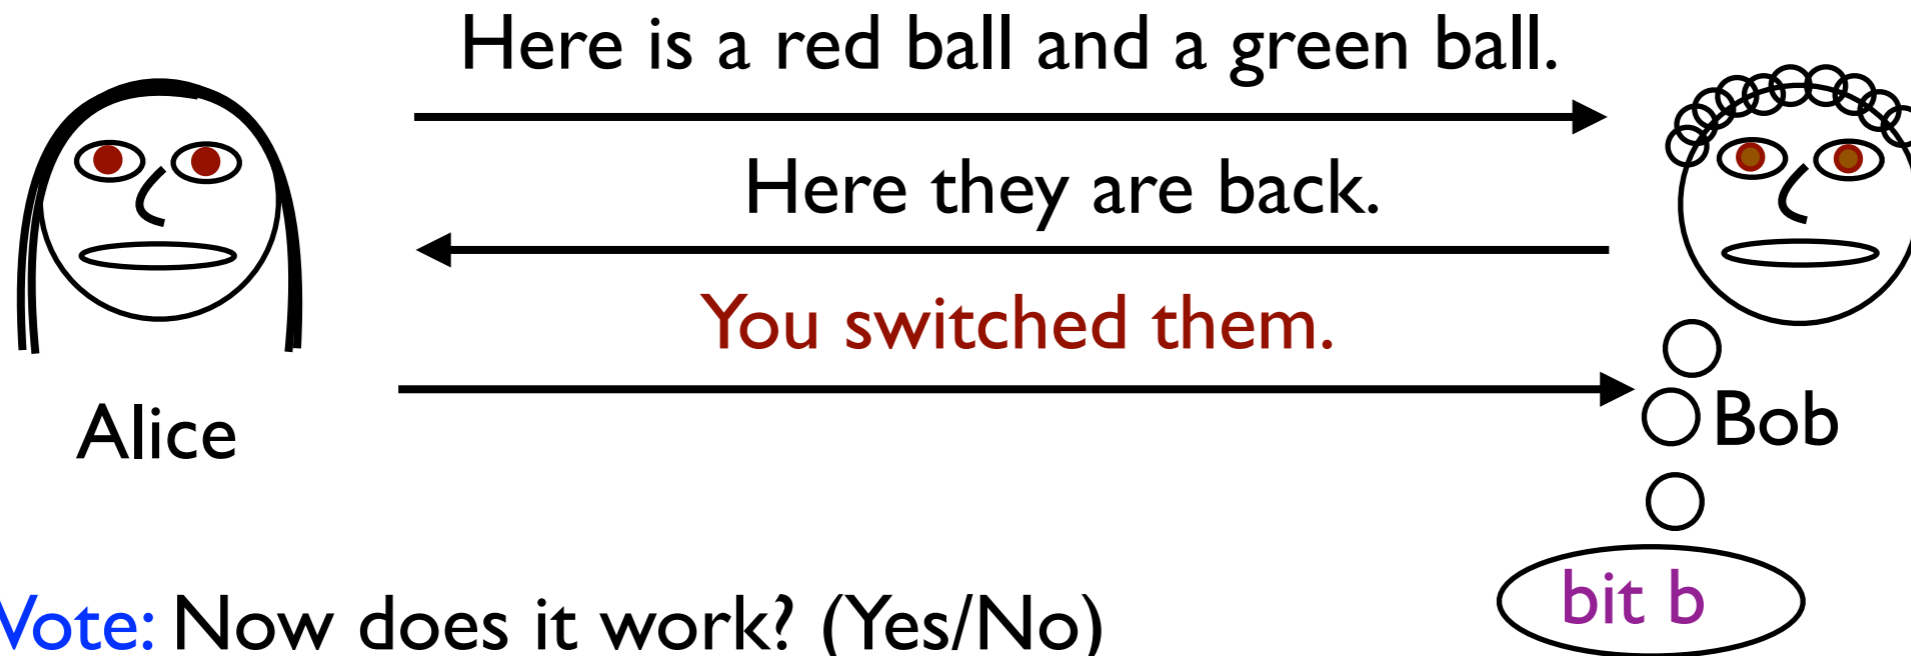 Here is a red ball and a green ball.
Here they are back.
You switched them.
Alice
Bob
bit b
Vote: Now does it work? (Yes/No)